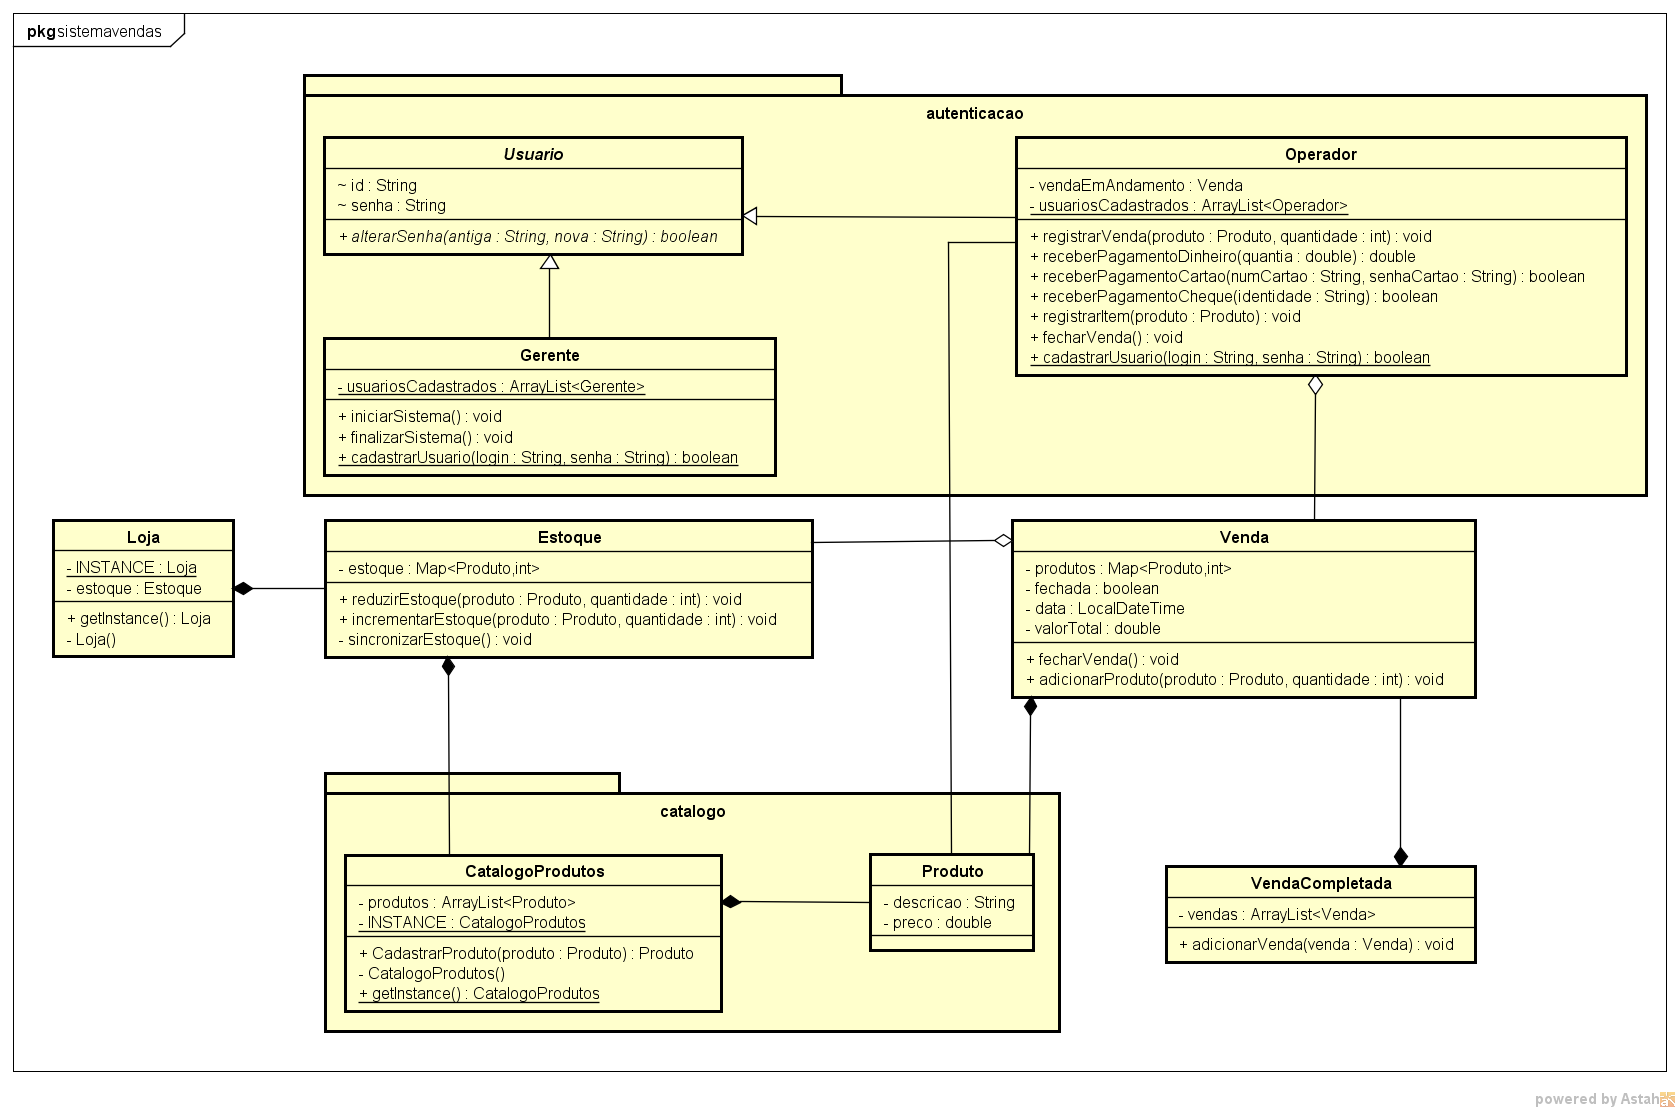 pkg sistemavendas
autenticacao
Usuario
~ id : String
~ senha : String
+ alterarSenha(antiga : String, nova : String) : boolean
Operador
- vendaEmAndamento : Venda
- usuariosCadastrados : ArrayList<Operador>
+ registrarVenda(produto : Produto, quantidade : int) : void
+ receberPagamentoDinheiro(quantia : double) : double
+ receberPagamentoCartao(numCartao : String, senhaCartao : String) : boolean
+ receberPagamentoCheque(identidade : String) : boolean
+ registrarItem(produto : Produto) : void
+ fecharVenda() : void
+ cadastrarUsuario(login : String, senha : String) : boolean
Gerente
- usuariosCadastrados : ArrayList<Gerente>
+ iniciarSistema() : void
+ finalizarSistema() : void
+ cadastrarUsuario(login : String, senha : String) : boolean
Loja
- INSTANCE : Loja
- estoque : Estoque
+ getInstance() : Loja
- Loja()
Estoque
- estoque : Map<Produto,int>
+ reduzirEstoque(produto : Produto, quantidade : int) : void
+ incrementarEstoque(produto : Produto, quantidade : int) : void
- sincronizarEstoque() : void
Venda
- produtos : Map<Produto,int>
- fechada : boolean
- data : LocalDateTime
- valorTotal : double
+ fecharVenda() : void
+ adicionarProduto(produto : Produto, quantidade : int) : void
catalogo
CatalogoProdutos
- produtos : ArrayList<Produto>
- INSTANCE : CatalogoProdutos
+ CadastrarProduto(produto : Produto) : Produto
- CatalogoProdutos()
+ getInstance() : CatalogoProdutos
Produto
- descricao : String
- preco : double
VendaCompletada
- vendas : ArrayList<Venda>
+ adicionarVenda(venda : Venda) : void
powered by Astah